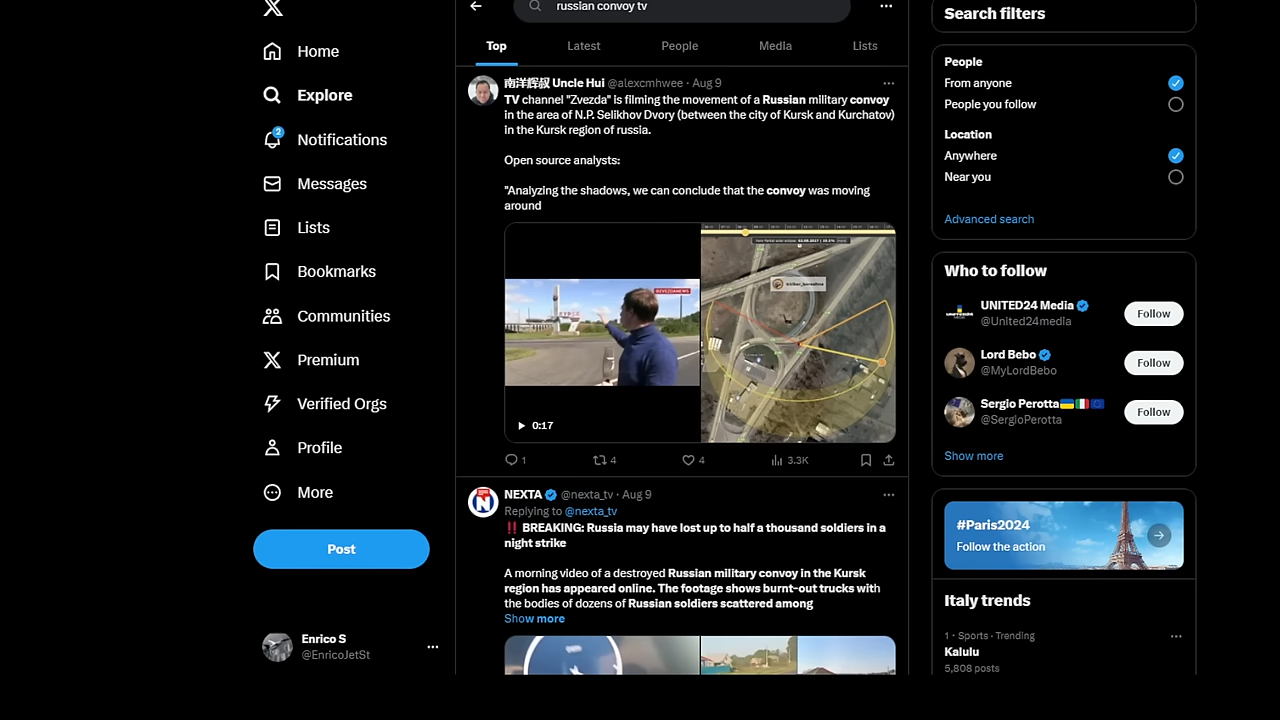 russian convoy tv
Home
Explore
2
Notifications
Messages
Lists
Bookmarks
Communities
Premium
Verified Orgs
Profile
More
Post
Enrico S
@EnricoJetSt
Top Latest People Media Lists
南洋辉叔 Uncle Hui @alexcmhwee · Aug 9
TV channel "Zvezda" is filming the movement of a Russian military convoy
in the area of N.P. Selikhov Dvory (between the city of Kursk and Kurchatov)
in the Kursk region of russia.
Open source analysts:
"Analyzing the shadows, we can conclude that the convoy was moving
around
0:17
1 4 4 3.3K
NEXTA @nexta_tv · Aug 9
Replying to @nexta_tv
‼️ BREAKING: Russia may have lost up to half a thousand soldiers in a
night strike
A morning video of a destroyed Russian military convoy in the Kursk
region has appeared online. The footage shows burnt-out trucks with
the bodies of dozens of Russian soldiers scattered among
Show more
Search filters
People
From anyone
People you follow
Location
Anywhere
Near you
Advanced search
Who to follow
UNITED24 Media
@United24media
Follow
Lord Bebo
@MyLordBebo
Follow
Sergio Perotta🇺🇦🇮🇹🇪🇺
@SergioPerotta
Follow
Show more
#Paris2024
Follow the action
Italy trends
1 · Sports · Trending
Kalulu
5,808 posts